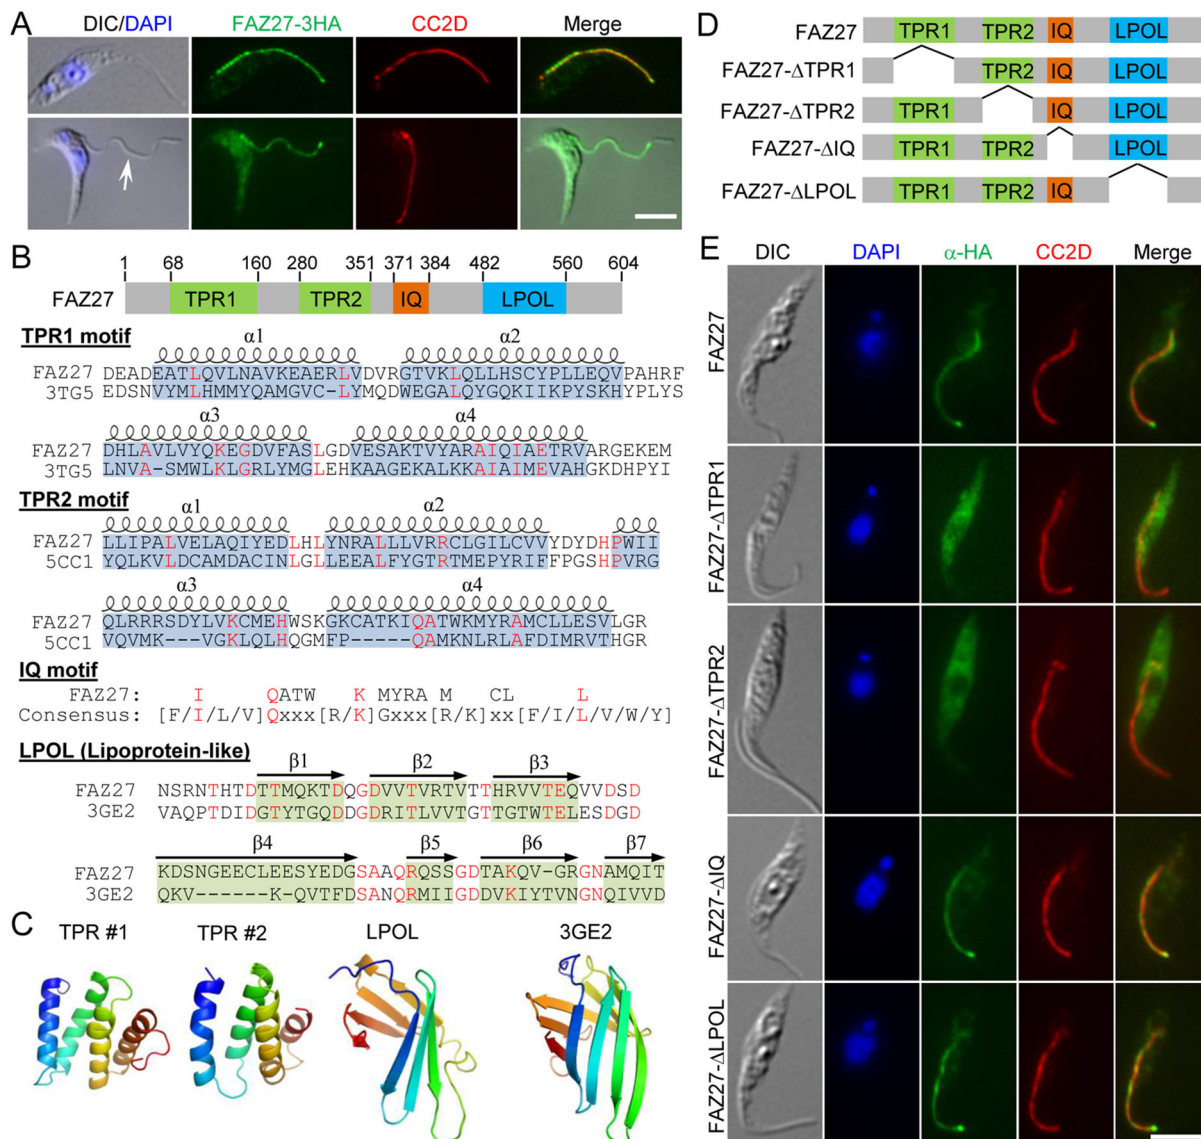 A
DIC/DAPI FAZ27-3HA CC2D Merge
B
1 68 160 280 351 371 384 482 560 604
FAZ27 TPR1 TPR2 IQ LPOL
TPR1 motif
α1 α2
FAZ27 DEADEATLQVLNAVKEAERLVDVRGTVKLQLLHSCYPLLEQVPAHRF
3TG5 EDSNVYMLHMMYQAMGVC-LYMQDWEGALQYGQKIIKPYSKHYPLYS
α3 α4
FAZ27 DHLAVLVYQKEGDVFASLGDVESAKTVYARAIQIAETRVARGEKEM
3TG5 LNVA-SMWLKLGRLYMGLEHKAAGEKALKKAIAIMEVAHGKDHPYI
TPR2 motif
α1 α2
FAZ27 LLIPALVELAQIYEDLHLYNRALLLVRRCLGILCVVYDYDHPWII
5CC1 YQLKVLDCAMDACINLGLLEEALFYGTRTMEPYRIFFPGSHPVRG
α3 α4
FAZ27 QLRRRSDYLVKCMEHWSKGKCATKIQATWKMYRAMCLLESVLGR
5CC1 VQVMK---VGKLQLHQGMFP-----QAMKNLRLAFDIMRVTHGR
IQ motif
FAZ27: I QATW K MYRA M CL L
Consensus: [F/I/L/V]Qxxx[R/K]Gxxx[R/K]xx[F/I/L/V/W/Y]
LPOL (Lipoprotein-like)
β1 β2 β3
FAZ27 NSRNTHTDTTMQKTDQGDVVTVRTVTTHRVVTEQVVDSD
3GE2 VAQPTDIDGTYTGQDDGDRITLVVTGTTGTWTELESDGD
β4 β5 β6 β7
FAZ27 KDSNGEECLEESYEDGSAAQRQSSGDTAKQV-GRGNAMQIT
3GE2 QKV------K-QVTFDSANQRMIIGDDVKIYTVNGNQIVVD
C
TPR #1 TPR #2 LPOL 3GE2
D
FAZ27 TPR1 TPR2 IQ LPOL
FAZ27-ΔTPR1 TPR2 IQ LPOL
FAZ27-ΔTPR2 TPR1 IQ LPOL
FAZ27-ΔIQ TPR1 TPR2 LPOL
FAZ27-ΔLPOL TPR1 TPR2 IQ
E
DIC DAPI α-HA CC2D Merge
FAZ27
FAZ27-ΔTPR1
FAZ27-ΔTPR2
FAZ27-ΔIQ
FAZ27-ΔLPOL